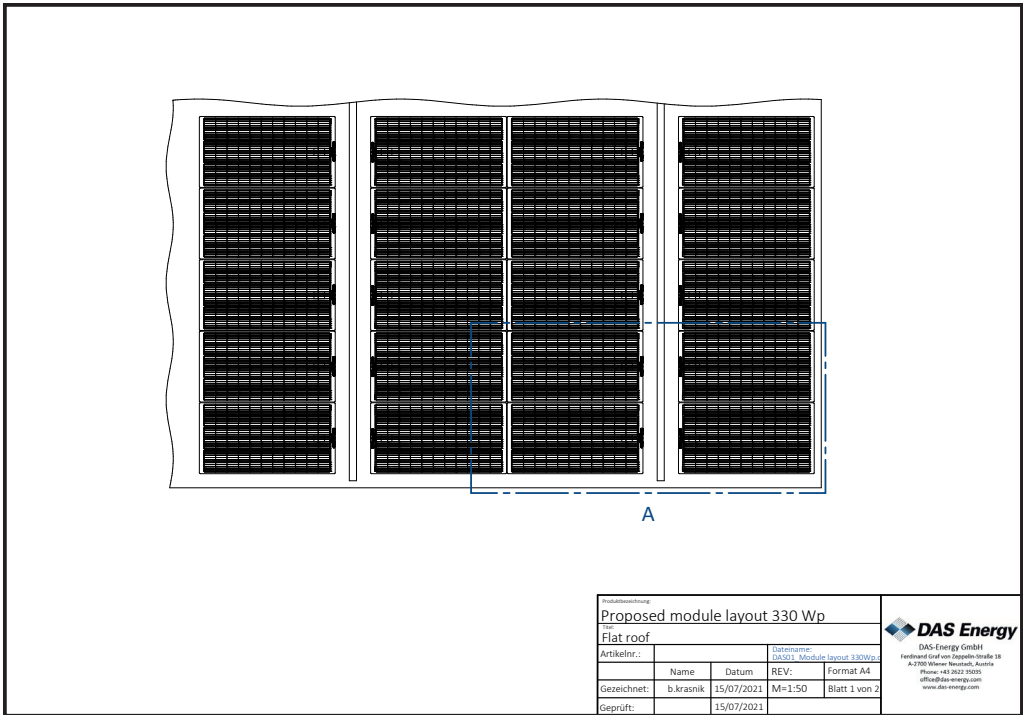 A
Produktbezeichnung:
Proposed module layout 330 Wp
Titel:
Flat roof
Artikelnr.:
Dateiname:
DAS01_Module layout 330Wp.
Name Datum REV: Format A4
Gezeichnet: b.krasnik 15/07/2021 M=1:50 Blatt 1 von 2
Geprüft: 15/07/2021
DAS Energy
DAS-Energy GmbH
Ferdinand Graf von Zeppelin-Straße 18
A-2700 Wiener Neustadt, Austria
Phone: +43 2622 35035
office@das-energy.com
www.das-energy.com